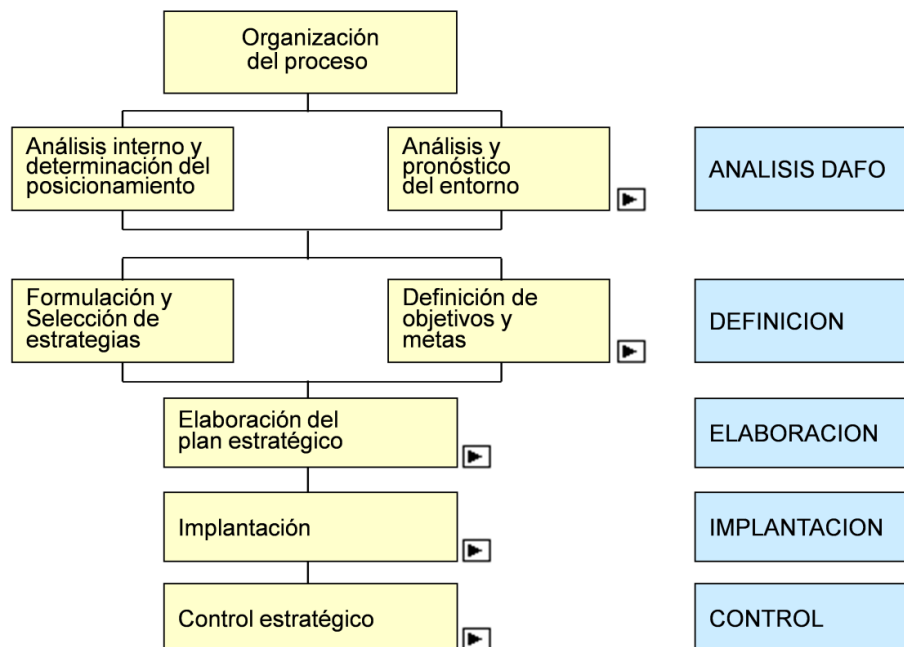 Organización
del proceso
Análisis interno y
determinación del
posicionamiento
Análisis y
pronóstico
del entorno
ANALISIS DAFO
Formulación y
Selección de
estrategias
Definición de
objetivos y
metas
DEFINICION
Elaboración del
plan estratégico
ELABORACION
Implantación
IMPLANTACION
Control estratégico
CONTROL